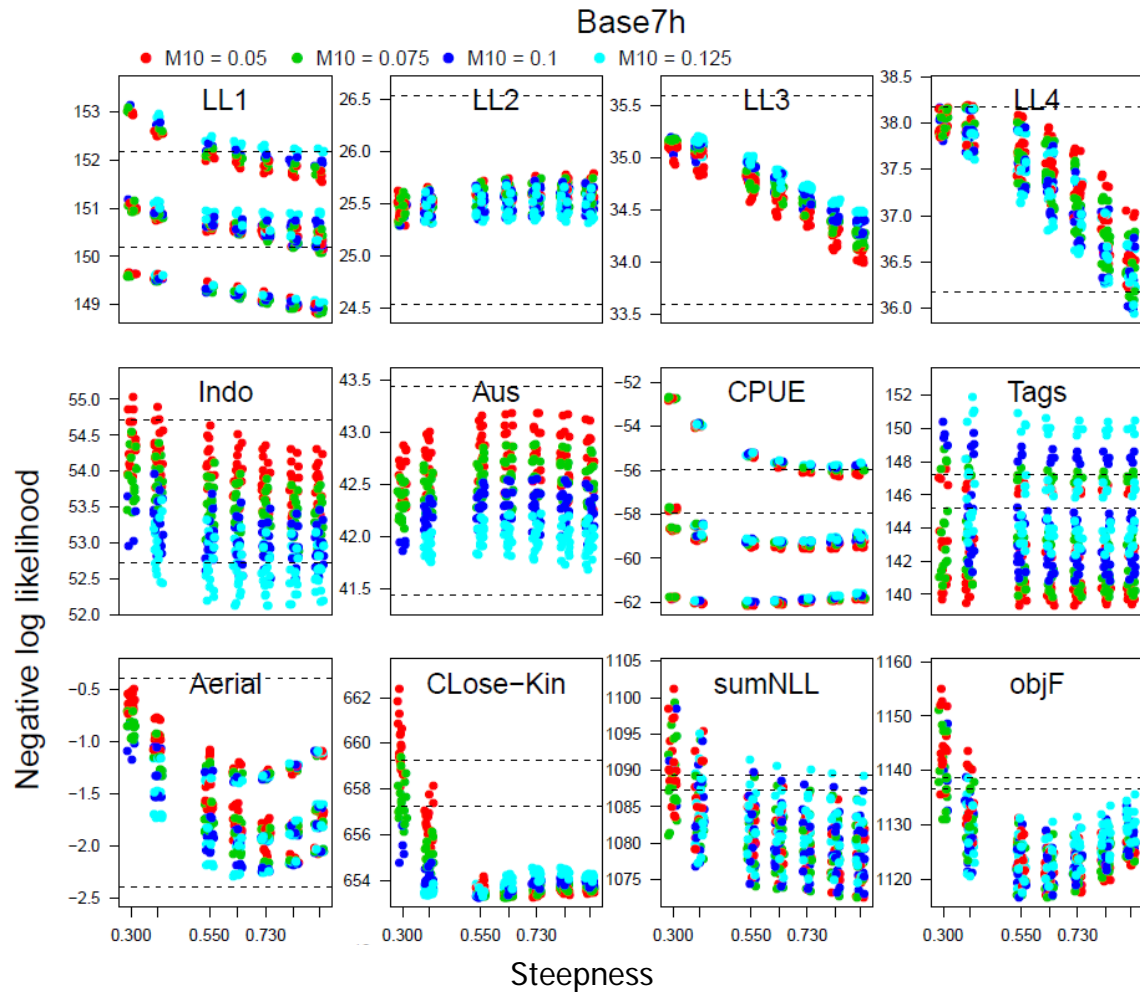 Base7h
M10 = 0.05 M10 = 0.075 M10 = 0.1 M10 = 0.125
LL1 LL2 LL3 LL4
153 152 151 150 149
26.5 26.0 25.5 25.0 24.5
35.5 35.0 34.5 34.0 33.5
38.5 38.0 37.5 37.0 36.5 36.0
Indo Aus CPUE Tags
55.0 54.5 54.0 53.5 53.0 52.5 52.0
43.5 43.0 42.5 42.0 41.5
−52 −54 −56 −58 −60 −62
152 150 148 146 144 142 140
Aerial CLose−Kin sumNLL objF
−0.5 −1.0 −1.5 −2.0 −2.5
662 660 658 656 654
1105 1100 1095 1090 1085 1080 1075
1160 1150 1140 1130 1120
0.300 0.550 0.730 0.300 0.550 0.730 0.300 0.550 0.730 0.300 0.550 0.730
Negative log likelihood
Steepness